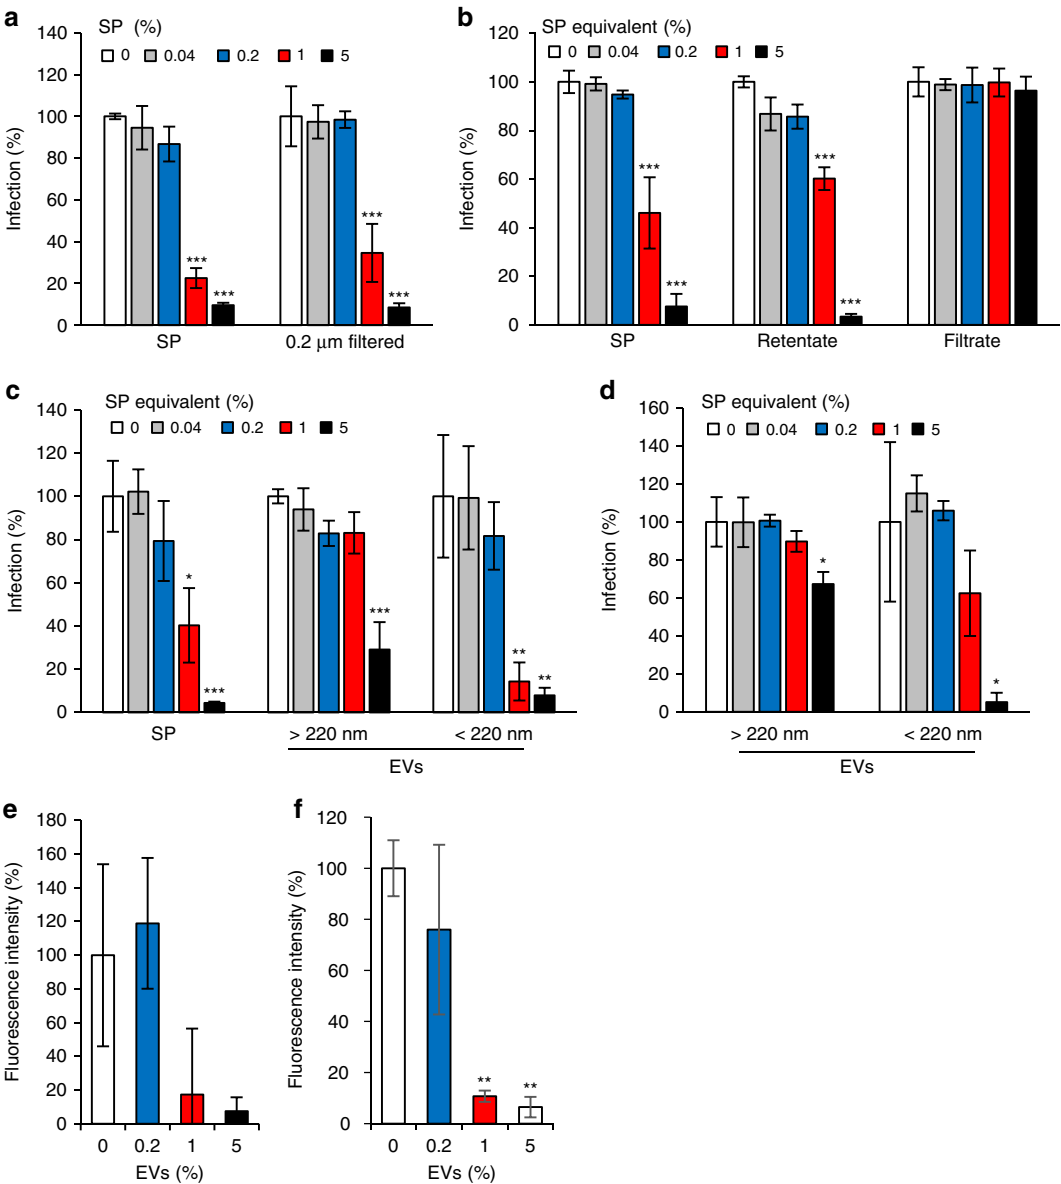 a
SP (%)
0 0.04 0.2 1 5
140
120
100
80
60
40
20
0
Infection (%)
***
***
***
***
SP
0.2 µm filtered
b
SP equivalent (%)
0 0.04 0.2 1 5
120
100
80
60
40
20
0
Infection (%)
***
***
***
***
SP
Retentate
Filtrate
c
SP equivalent (%)
0 0.04 0.2 1 5
140
120
100
80
60
40
20
0
Infection (%)
*
***
***
**
**
SP
> 220 nm
< 220 nm
EVs
d
SP equivalent (%)
0 0.04 0.2 1 5
160
140
120
100
80
60
40
20
0
Infection (%)
*
*
> 220 nm
< 220 nm
EVs
e
180
160
140
120
100
80
60
40
20
0
Fluorescence intensity (%)
0 0.2 1 5
EVs (%)
f
120
100
80
60
40
20
0
Fluorescence intensity (%)
**
**
0 0.2 1 5
EVs (%)